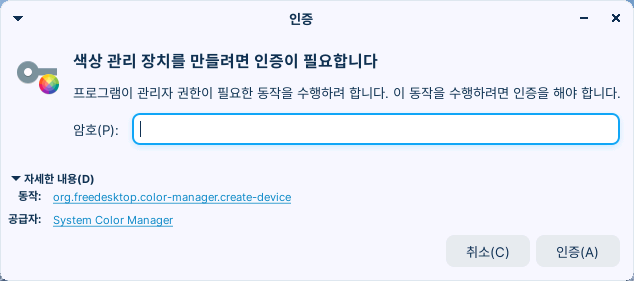 인증
색상 관리 장치를 만들려면 인증이 필요합니다
프로그램이 관리자 권한이 필요한 동작을 수행하려 합니다. 이 동작을 수행하려면 인증을 해야 합니다.
암호(P):
자세한 내용(D)
동작: org.freedesktop.color-manager.create-device
공급자: System Color Manager
취소(C) 인증(A)